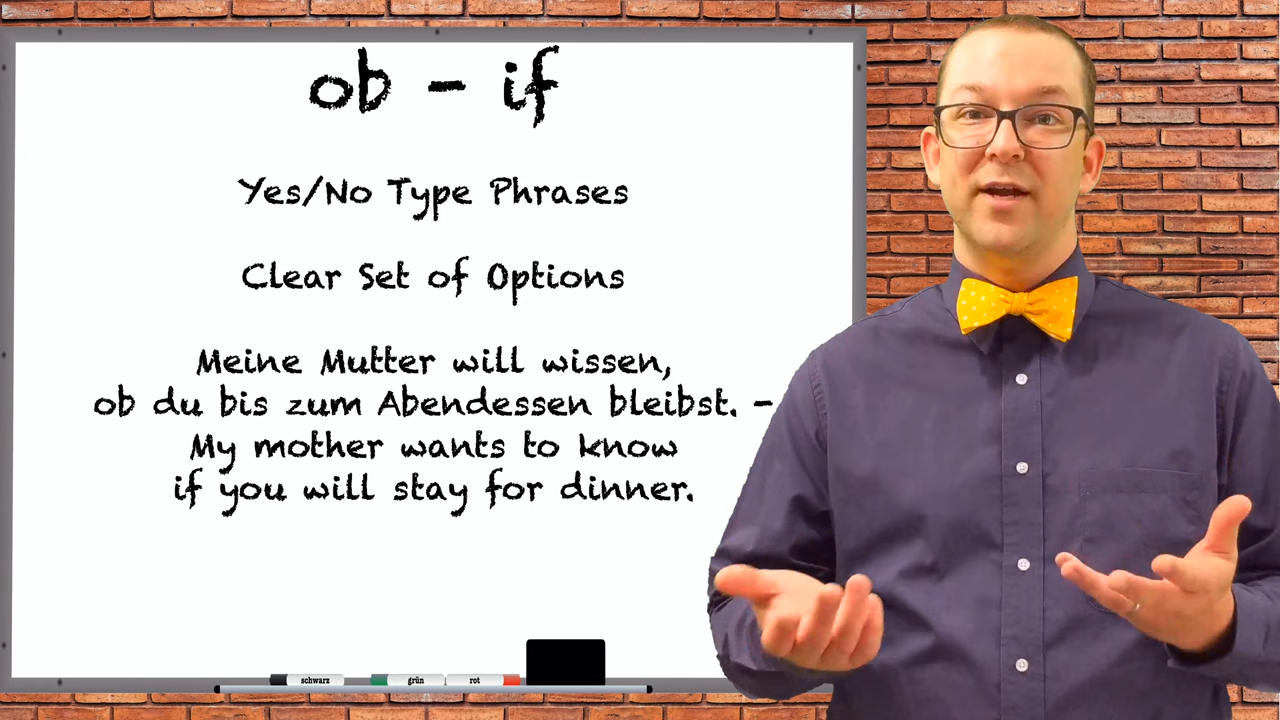 ob - if
Yes/No Type Phrases
Clear Set of Options
Meine Mutter will wissen,
ob du bis zum Abendessen bleibst. -
My mother wants to know
if you will stay for dinner.
schwarz grün rot